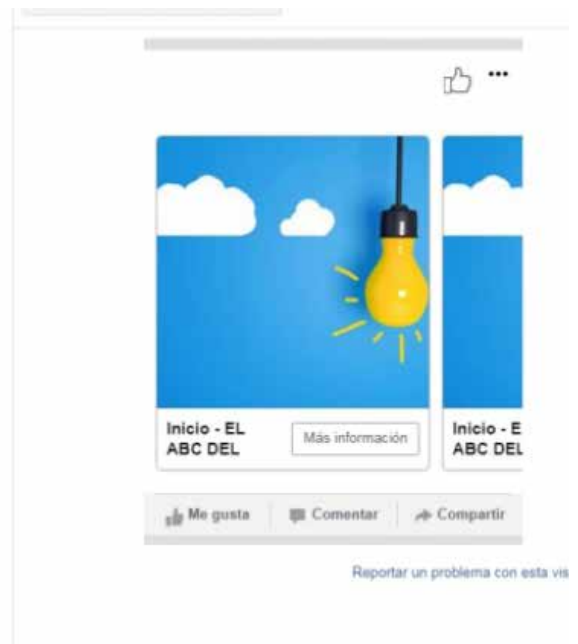 Inicio - EL
ABC DEL
Más información
Inicio - E
ABC DEL
Me gusta
Comentar
Compartir
Reportar un problema con esta vis